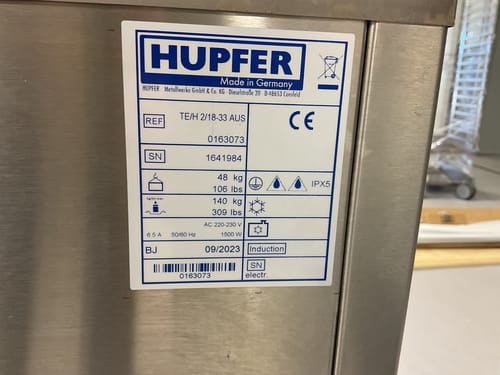 HUPFER
Made in Germany
HUPFER Metallwerke GmbH & Co. KG · Dieselstraße 20 · D-48653 Coesfeld
REF TE/H 2/18-33 AUS
0163073
CE
SN 1641984
48 kg
106 lbs
IPX5
140 kg
309 lbs
AC 220-230 V
6.5 A 50/60 Hz 1500 W
BJ 09/2023
Induction
0163073
SN
electr.